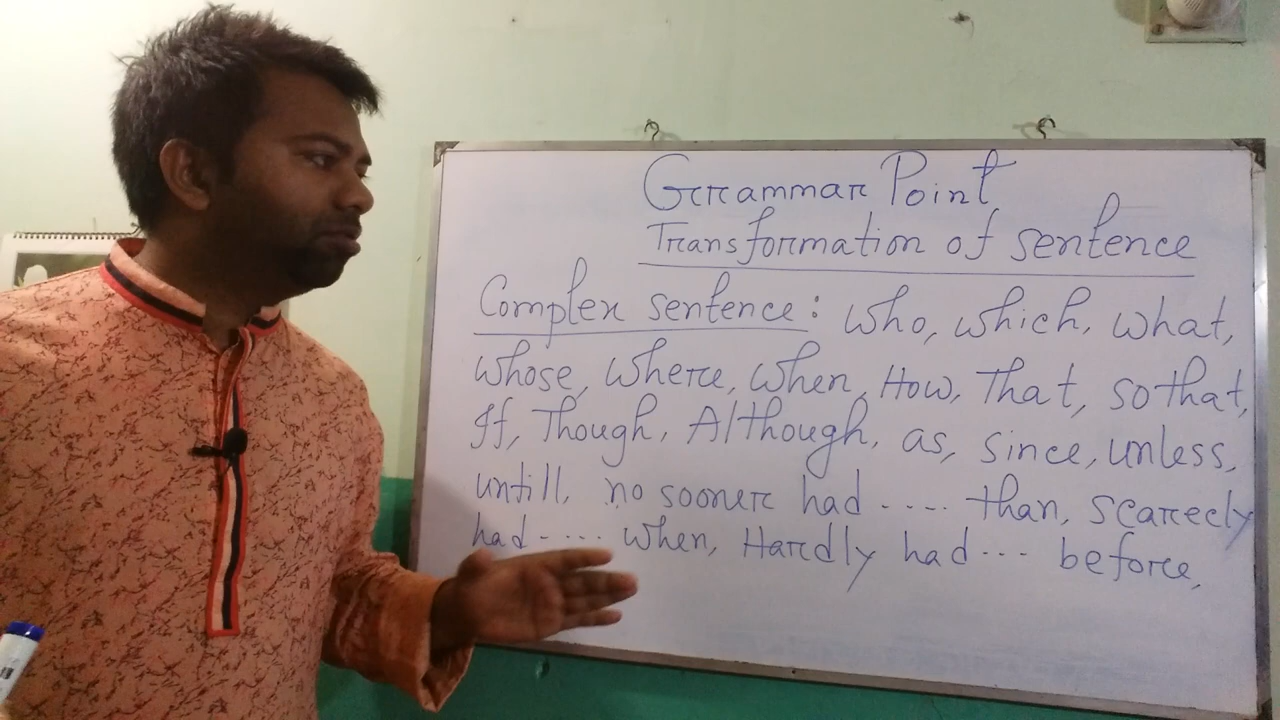 Grammar Point
Transformation of sentence
Complex sentence: Who, which, what,
whose, where, when, How, That, so that,
If, Though, Although, as, since, unless,
untill, no sooner had ..... than, scarcely
had ..... when, Hardly had .... before,